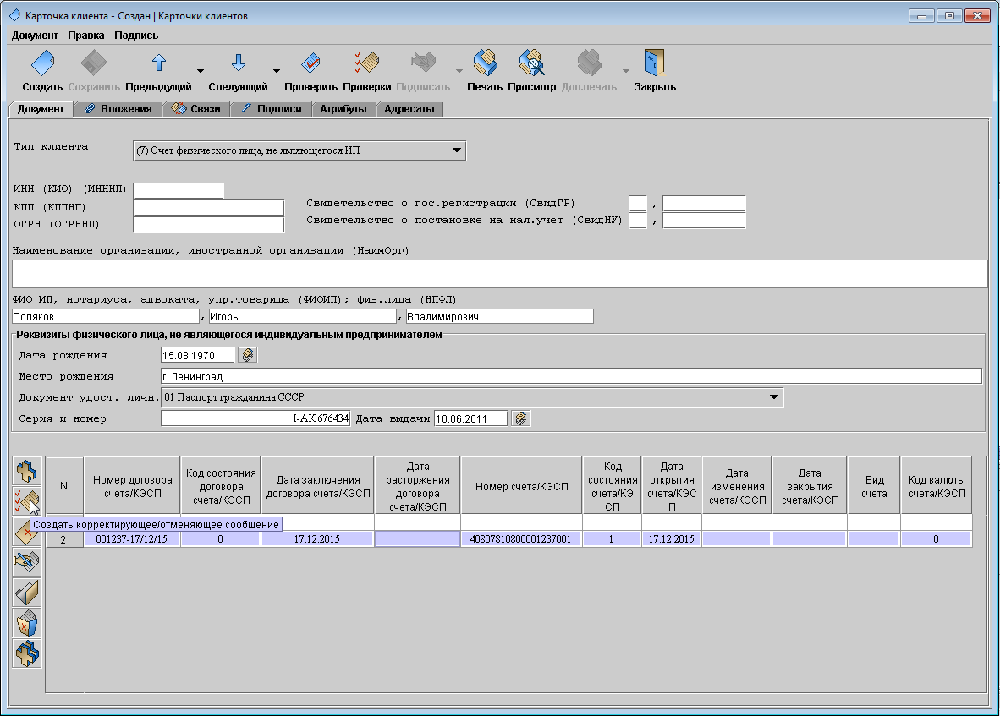 Карточка клиента - Создан | Карточки клиентов
Документ Правка Подпись
Создать Сохранить Предыдущий Следующий Проверить Проверки Подписать Печать Просмотр Доп.печать Закрыть
Документ Вложения Связи Подписи Атрибуты Адресаты
Тип клиента (7) Счет физического лица, не являющегося ИП
ИНН (КИО) (ИНННП)
КПП (КППНП) Свидетельство о гос.регистрации (СвидГР) ,
ОГРН (ОГРННП) Свидетельство о постановке на нал.учет (СвидНУ) ,
Наименование организации, иностранной организации (НаимОрг)
ФИО ИП, нотариуса, адвоката, упр.товарища (ФИОИП); физ.лица (НПФЛ)
Поляков , Игорь , Владимирович
Реквизиты физического лица, не являющегося индивидуальным предпринимателем
Дата рождения 15.08.1970
Место рождения г. Ленинград
Документ удост. личн. 01 Паспорт гражданина СССР
Серия и номер I-АК 676434 Дата выдачи 10.06.2011
N
Номер договора
счета/КЭСП
Код состояния
договора
счета/КЭСП
Дата заключения
договора счета/КЭСП
Дата
расторжения
договора
счета/КЭСП
Номер счета/КЭСП
Код
состояния
счета/КЭ
СП
Дата
открытия
счета/КЭС
П
Дата
изменения
счета/КЭСП
Дата
закрытия
счета/КЭСП
Вид
счета
Код валюты
счета/КЭСП
Создать корректирующее/отменяющее сообщение
2 001237-17/12/15 0 17.12.2015 40807810800001237001 1 17.12.2015 0